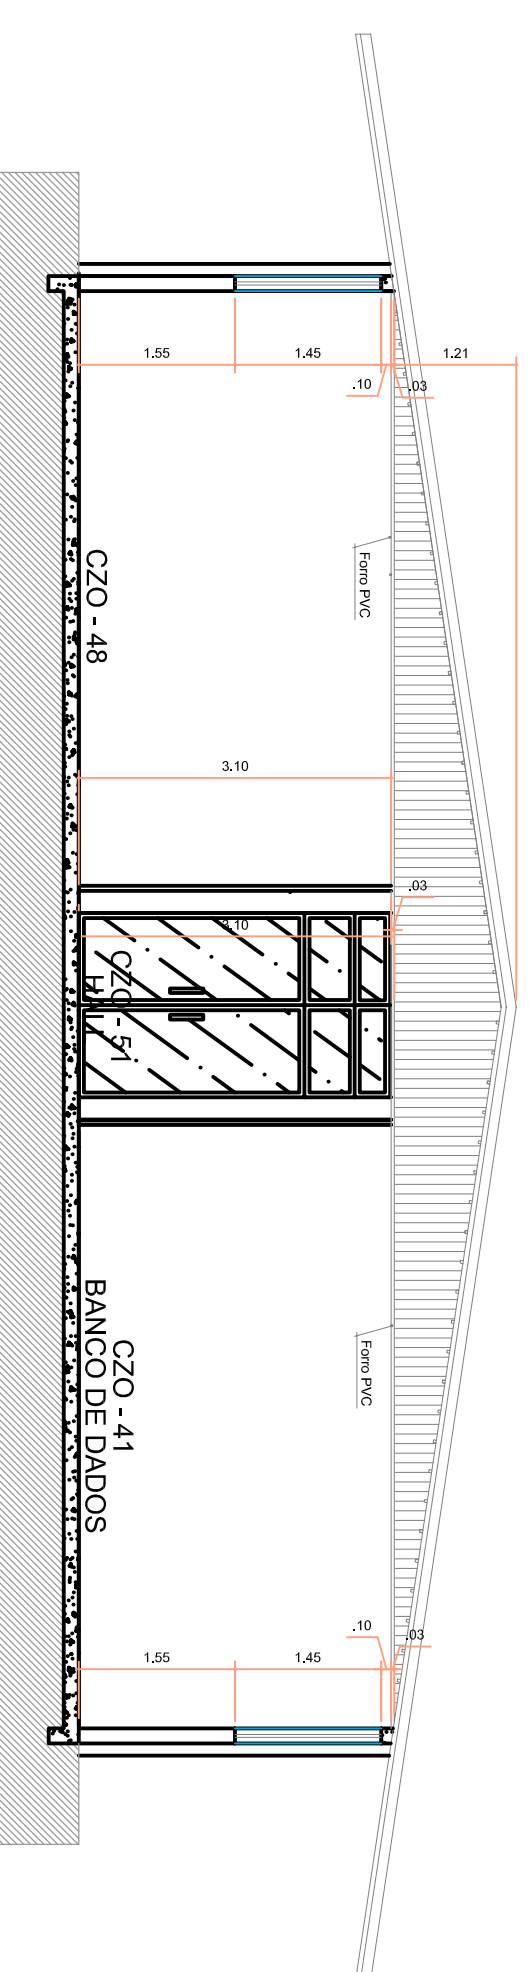 1.55
1.45
1.21
.10
.03
Forro PVC
CZO - 48
3.10
.03
3.10
CZO - 51
HALL
Forro PVC
CZO - 41
BANCO DE DADOS
.10
.03
1.55
1.45